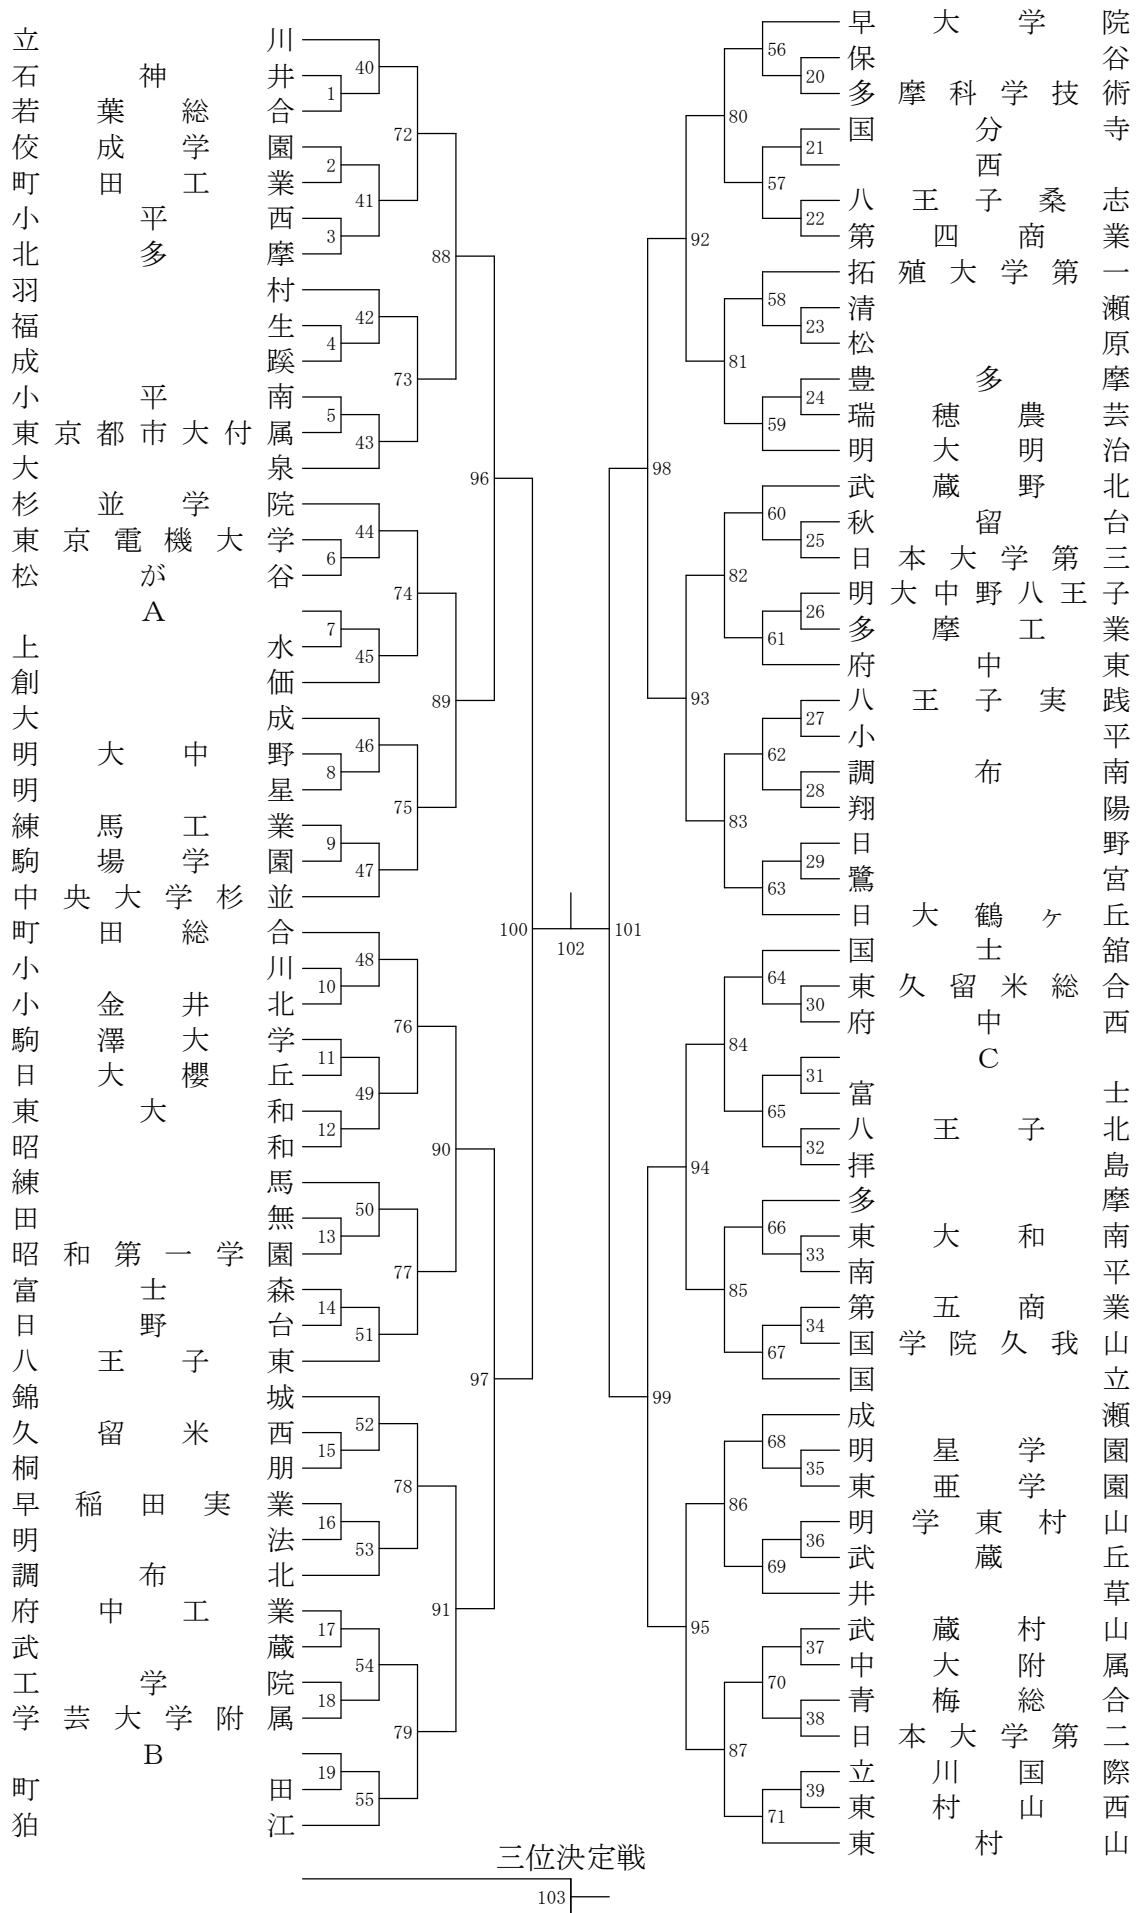 立川
石神井
若葉総合
佼成学園
町田工業
小平西
北多摩
羽村
福生
成蹊
小平南
東京都市大付属
大泉
杉並学院
東京電機大学
松が谷
A
上水
創価
大成
明大中野
明星
練馬工業
駒場学園
中央大学杉並
町田総合
小川
小金井北
駒澤大学
日大櫻丘
東大和
昭和
練馬
田無
昭和第一学園
富士森
日野台
八王子東
錦城
久留米西
桐朋
早稲田実業
明法
調布北
府中工業
武蔵
工学院
学芸大学附属
B
町田
狛江
40
1
72
2
41
3
88
42
4
73
5
43
96
44
6
74
7
45
89
46
8
75
9
47
100
48
10
76
11
49
12
90
50
13
77
14
51
97
52
15
78
16
53
91
17
54
18
79
19
55
102
101
56
20
80
21
57
22
92
58
23
81
24
59
98
60
25
82
26
61
93
27
62
28
83
29
63
64
30
84
31
65
32
94
66
33
85
34
67
99
68
35
86
36
69
95
37
70
38
87
39
71
早大学院
保谷
多摩科学技術
国分寺
西
八王子桑志
第四商業
拓殖大学第一
清瀬
松原
豊多摩
瑞穂農芸
明大明治
武蔵野北
秋留台
日本大学第三
明大中野八王子
多摩工業
府中東
八王子実践
小平
調布南
翔陽
日野
鷺宮
日大鶴ヶ丘
国士舘
東久留米総合
府中西
C
富士
八王子北
拝島
多摩
東大和南
南平
第五商業
国学院久我山
国立
成瀬
明星学園
東亜学園
明学東村山
武蔵丘
井草
武蔵村山
中大附属
青梅総合
日本大学第二
立川国際
東村山西
東村山
三位決定戦
103